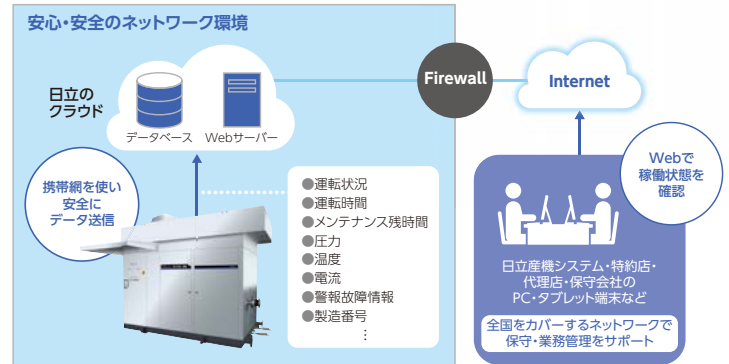 安心・安全のネットワーク環境
日立の
クラウド
データベース
Webサーバー
Firewall
Internet
携帯網を使い
安全に
データ送信
●運転状況
●運転時間
●メンテナンス残時間
●圧力
●温度
●電流
●警報故障情報
●製造番号
⋮
Webで
稼働状態を
確認
日立産機システム・特約店・
代理店・保守会社の
PC・タブレット端末など
全国をカバーするネットワークで
保守・業務管理をサポート